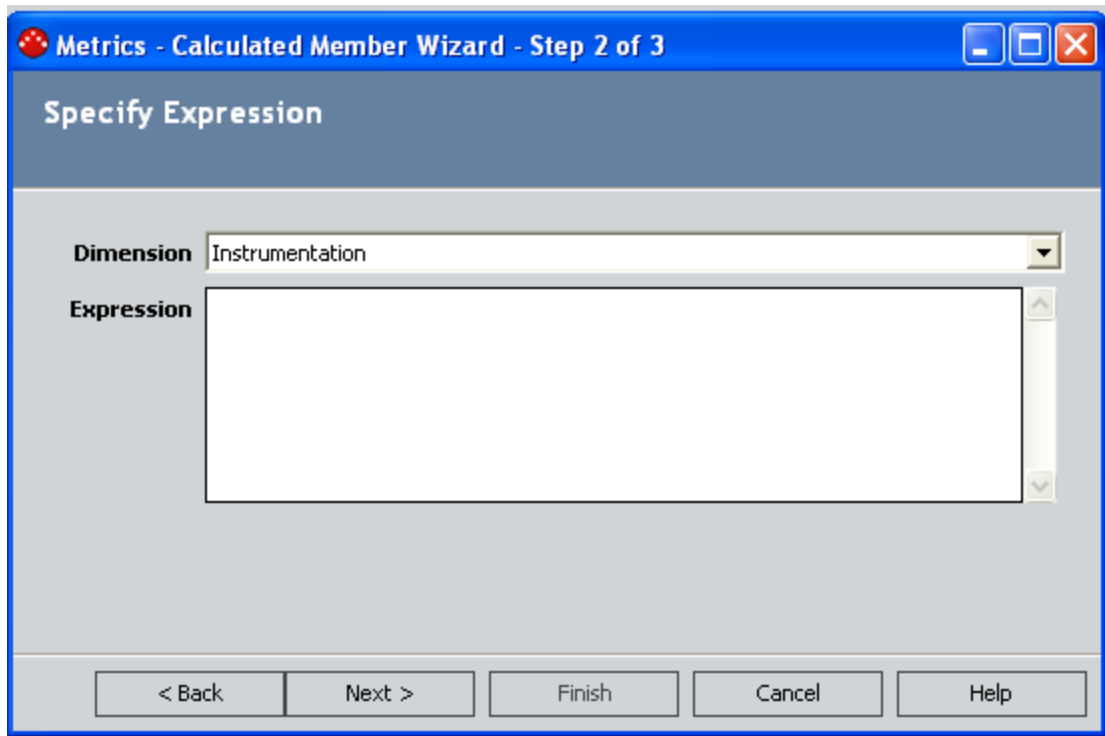 Metrics - Calculated Member Wizard - Step 2 of 3
Specify Expression
Dimension Instrumentation
Expression
< Back Next > Finish Cancel Help